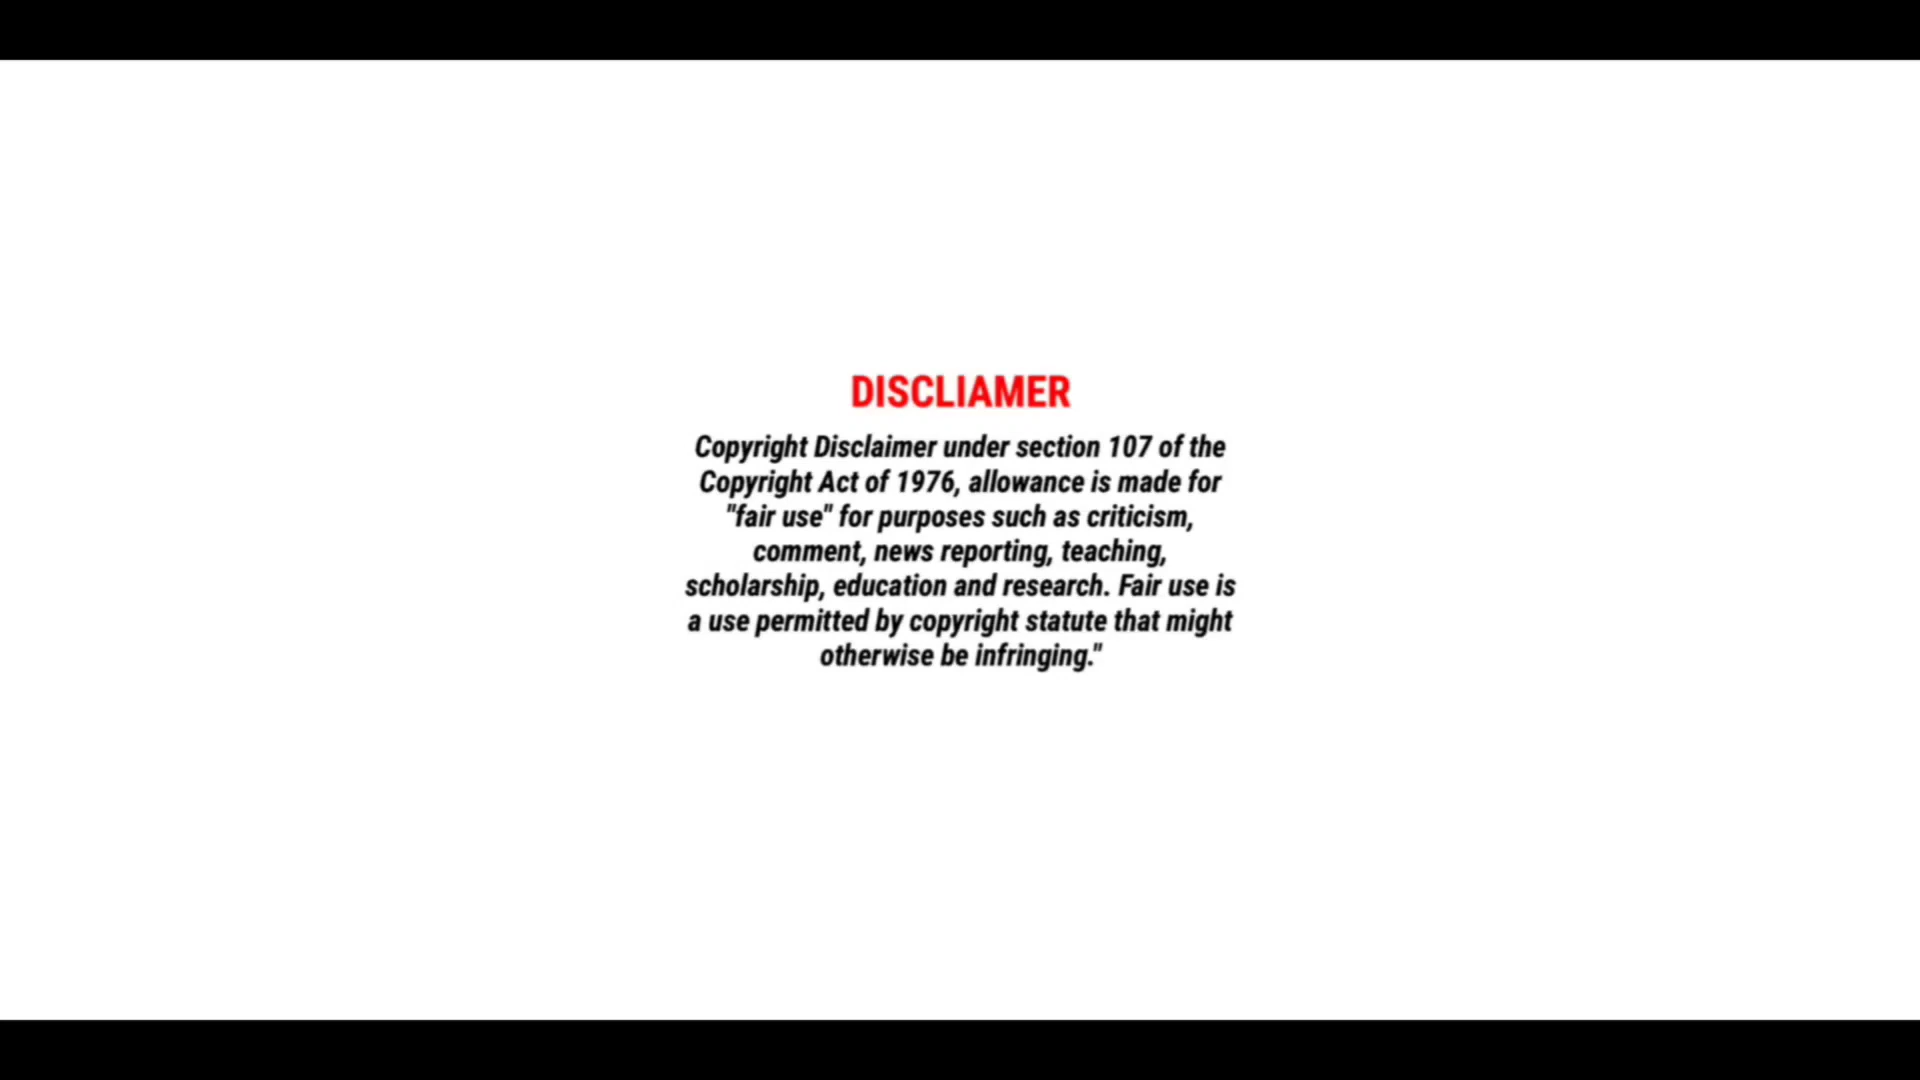 DISCLIAMER
Copyright Disclaimer under section 107 of the
Copyright Act of 1976, allowance is made for
"fair use" for purposes such as criticism,
comment, news reporting, teaching,
scholarship, education and research. Fair use is
a use permitted by copyright statute that might
otherwise be infringing."